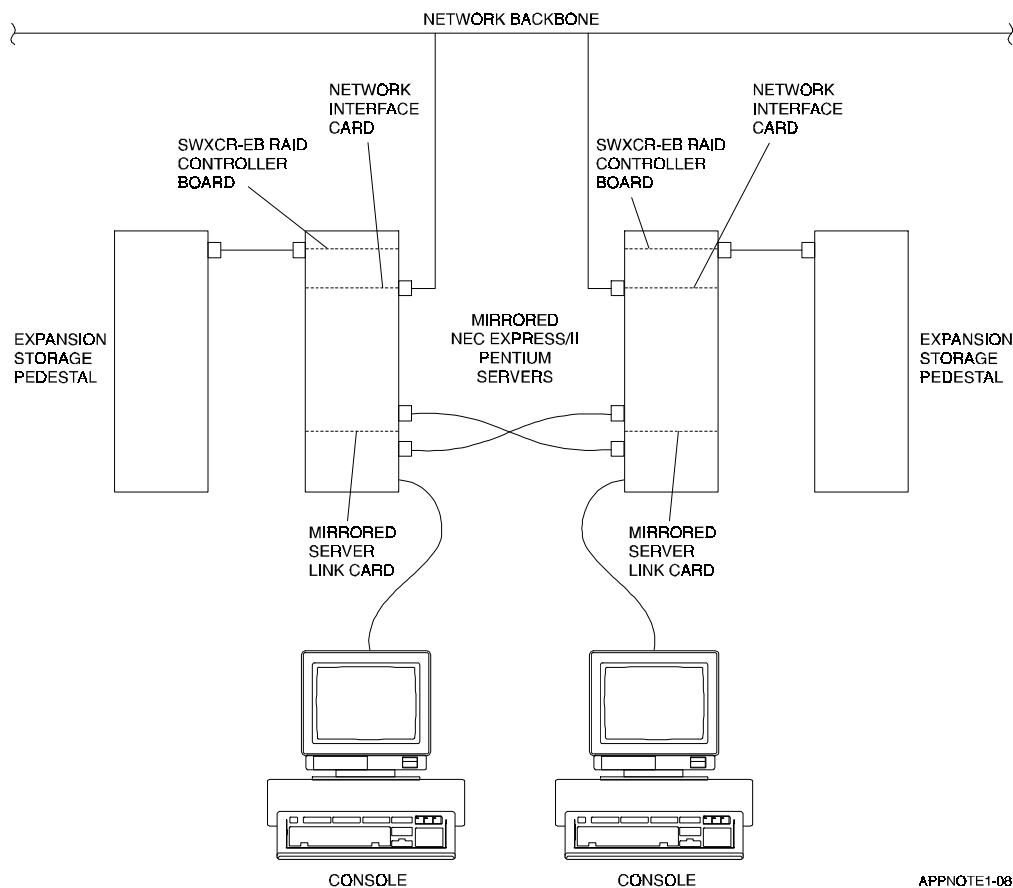 NETWORK BACKBONE
NETWORK
INTERFACE
CARD
SWXCR-EB RAID
CONTROLLER
BOARD
NETWORK
INTERFACE
CARD
SWXCR-EB RAID
CONTROLLER
BOARD
EXPANSION
STORAGE
PEDESTAL
MIRRORED
NEC EXPRESS/II
PENTIUM
SERVERS
EXPANSION
STORAGE
PEDESTAL
MIRRORED
SERVER
LINK CARD
MIRRORED
SERVER
LINK CARD
CONSOLE
CONSOLE
APPNOTE1-08